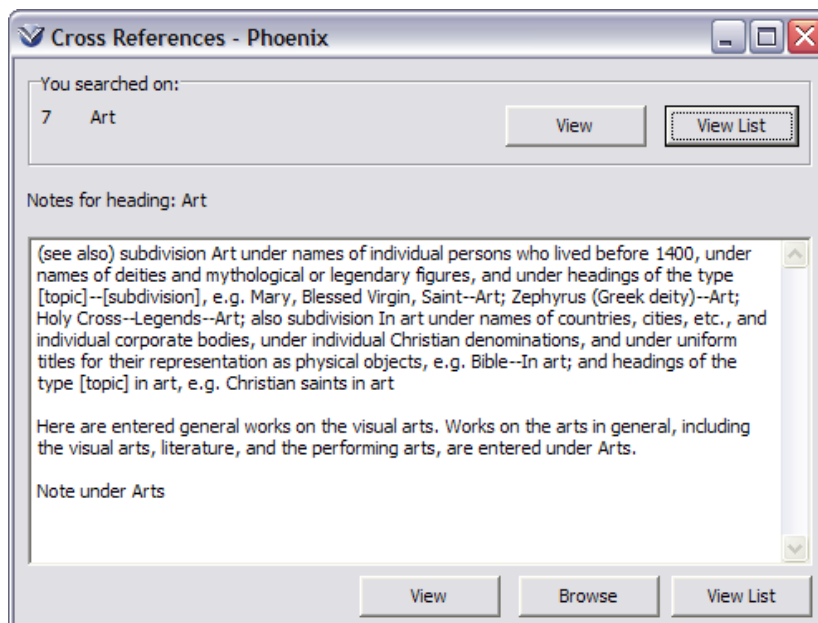 Cross References - Phoenix
You searched on:
7 Art
View
View List
Notes for heading: Art
(see also) subdivision Art under names of individual persons who lived before 1400, under
names of deities and mythological or legendary figures, and under headings of the type
[topic]--[subdivision], e.g. Mary, Blessed Virgin, Saint--Art; Zephyrus (Greek deity)--Art;
Holy Cross--Legends--Art; also subdivision In art under names of countries, cities, etc., and
individual corporate bodies, under individual Christian denominations, and under uniform
titles for their representation as physical objects, e.g. Bible--In art; and headings of the
type [topic] in art, e.g. Christian saints in art
Here are entered general works on the visual arts. Works on the arts in general, including
the visual arts, literature, and the performing arts, are entered under Arts.
Note under Arts
View
Browse
View List